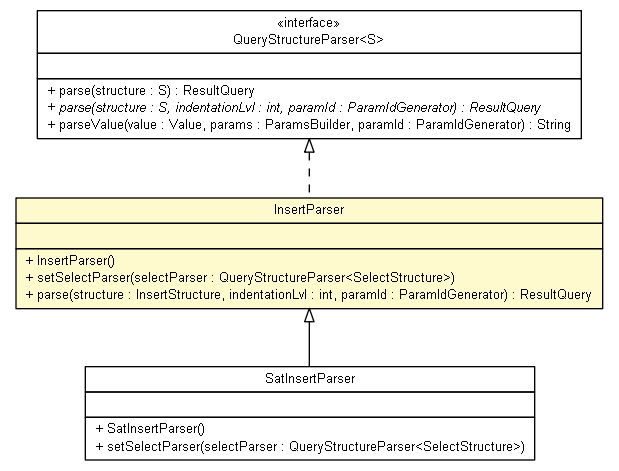 «interface»
QueryStructureParser<S>
+ parse(structure : S) : ResultQuery
+ parse(structure : S, indentationLvl : int, paramId : ParamIdGenerator) : ResultQuery
+ parseValue(value : Value, params : ParamsBuilder, paramId : ParamIdGenerator) : String
InsertParser
+ InsertParser()
+ setSelectParser(selectParser : QueryStructureParser<SelectStructure>)
+ parse(structure : InsertStructure, indentationLvl : int, paramId : ParamIdGenerator) : ResultQuery
SatInsertParser
+ SatInsertParser()
+ setSelectParser(selectParser : QueryStructureParser<SelectStructure>)